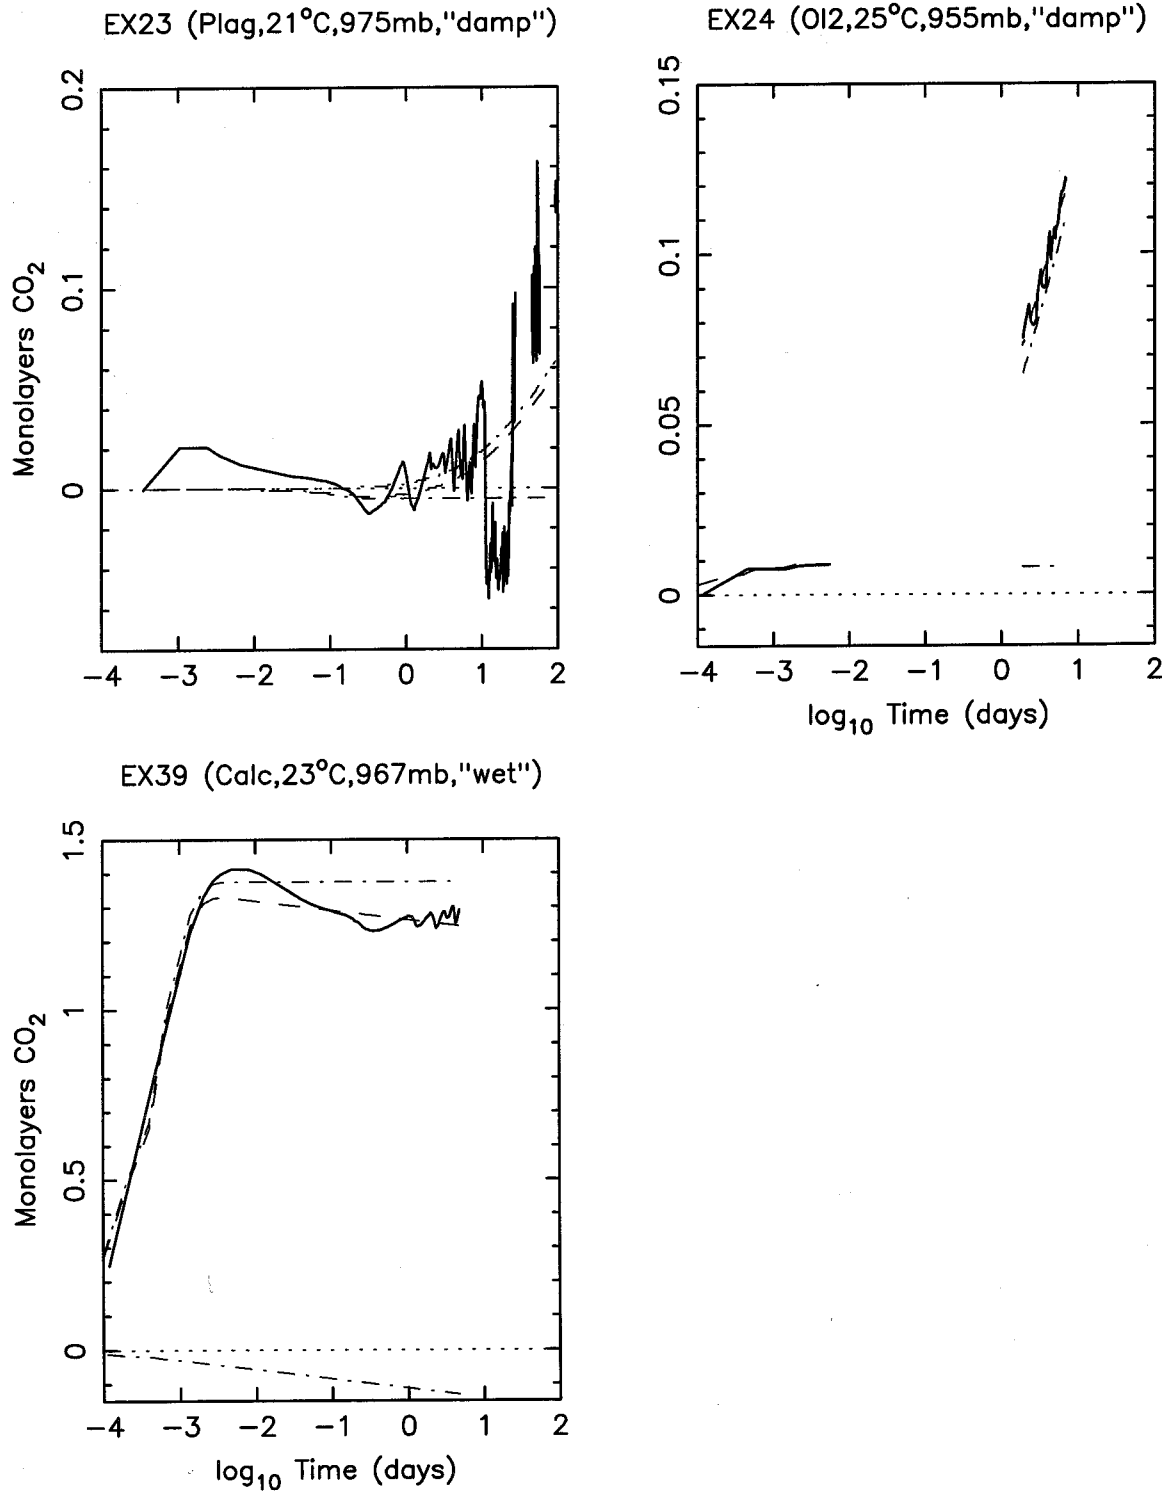 EX23 (Plag,21°C,975mb,"damp")
EX24 (Ol2,25°C,955mb,"damp")
0.2
0.1
0
Monolayers CO2
−4 −3 −2 −1 0 1 2
0.15
0.1
0.05
0
−4 −3 −2 −1 0 1 2
log10 Time (days)
EX39 (Calc,23°C,967mb,"wet")
1.5
1
0.5
0
Monolayers CO2
−4 −3 −2 −1 0 1 2
log10 Time (days)